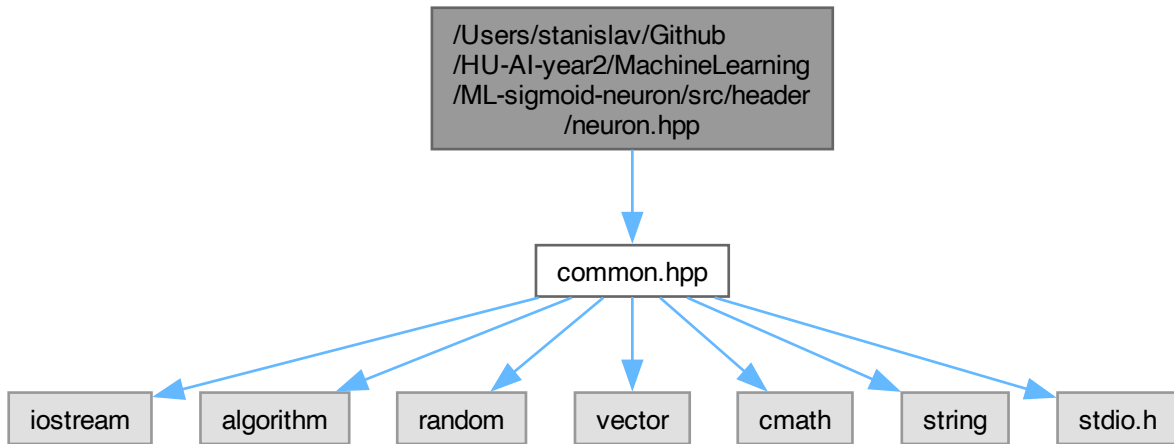 /Users/stanislav/Github
/HU-AI-year2/MachineLearning
/ML-sigmoid-neuron/src/header
/neuron.hpp
common.hpp
iostream
algorithm
random
vector
cmath
string
stdio.h